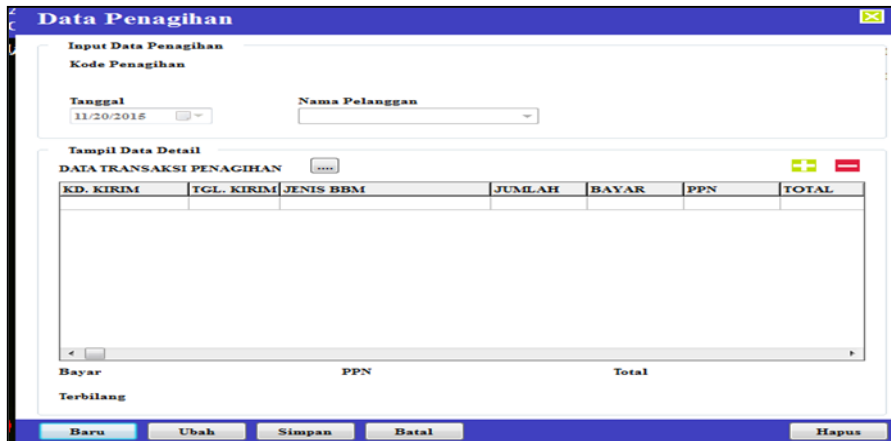 Data Penagihan
Input Data Penagihan
Kode Penagihan
Tanggal Nama Pelanggan
11/20/2015
Tampil Data Detail
DATA TRANSAKSI PENAGIHAN ....
KD. KIRIM TGL. KIRIM JENIS BBM JUMLAH BAYAR PPN TOTAL
Bayar PPN Total
Terbilang
Baru Ubah Simpan Batal Hapus